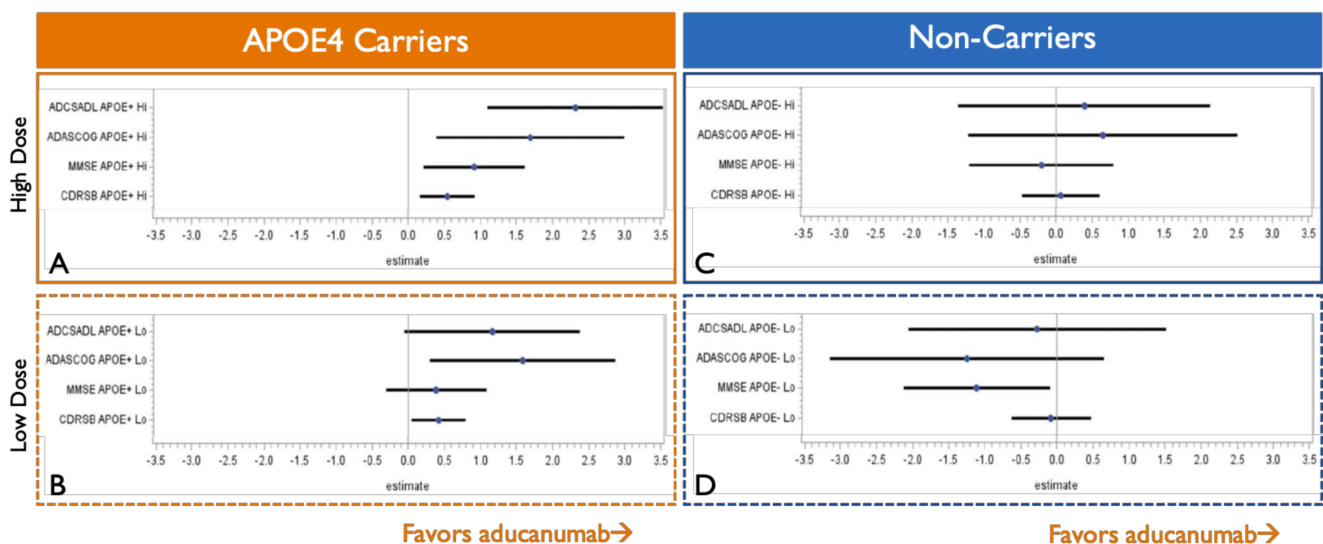 APOE4 Carriers
Non-Carriers
High Dose
ADCSADL APOE+ Hi
ADASCOG APOE+ Hi
MMSE APOE+ Hi
CDRSB APOE+ Hi
-3.5 -3.0 -2.5 -2.0 -1.5 -1.0 -0.5 0.0 0.5 1.0 1.5 2.0 2.5 3.0 3.5
estimate
A
ADCSADL APOE- Hi
ADASCOG APOE- Hi
MMSE APOE- Hi
CDRSB APOE- Hi
-3.5 -3.0 -2.5 -2.0 -1.5 -1.0 -0.5 0.0 0.5 1.0 1.5 2.0 2.5 3.0 3.5
estimate
C
Low Dose
ADCSADL APOE+ Lo
ADASCOG APOE+ Lo
MMSE APOE+ Lo
CDRSB APOE+ Lo
-3.5 -3.0 -2.5 -2.0 -1.5 -1.0 -0.5 0.0 0.5 1.0 1.5 2.0 2.5 3.0 3.5
estimate
B
ADCSADL APOE- Lo
ADASCOG APOE- Lo
MMSE APOE- Lo
CDRSB APOE- Lo
-3.5 -3.0 -2.5 -2.0 -1.5 -1.0 -0.5 0.0 0.5 1.0 1.5 2.0 2.5 3.0 3.5
estimate
D
Favors aducanumab→
Favors aducanumab→